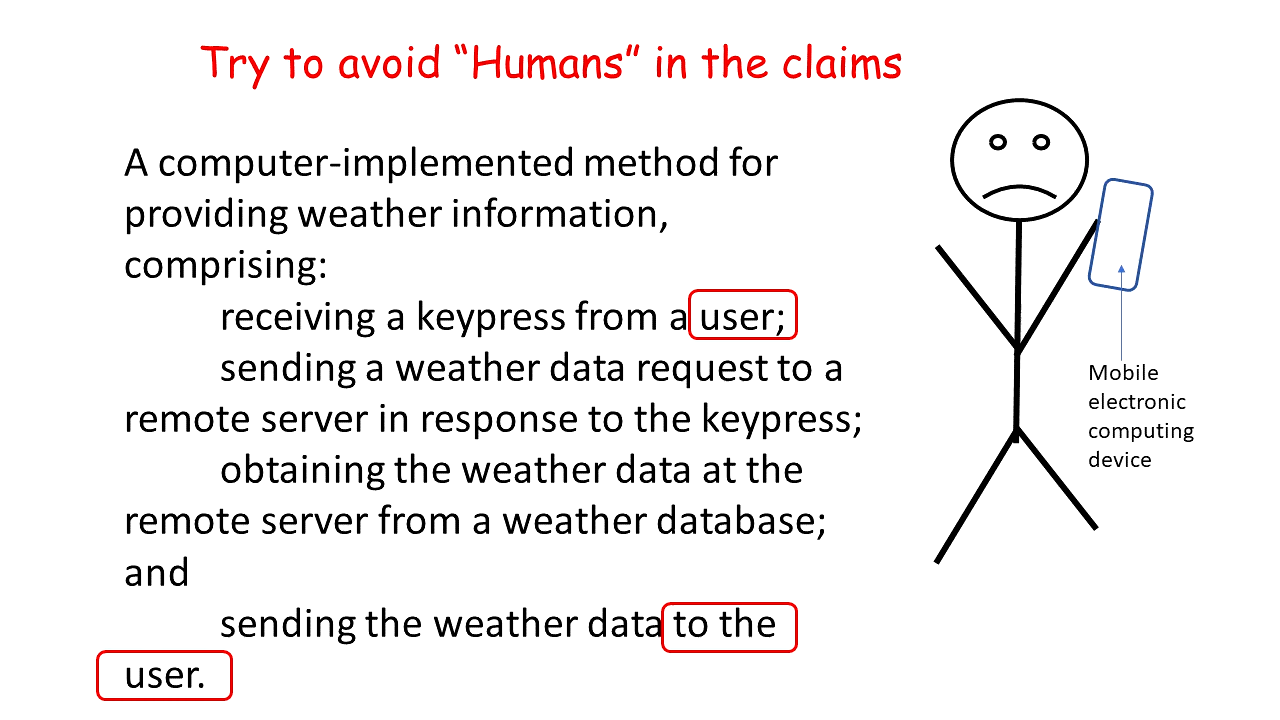 Try to avoid “Humans” in the claims
A computer-implemented method for
providing weather information,
comprising:
receiving a keypress from a user;
sending a weather data request to a
remote server in response to the keypress;
obtaining the weather data at the
remote server from a weather database;
and
sending the weather data to the
user.
Mobile
electronic
computing
device